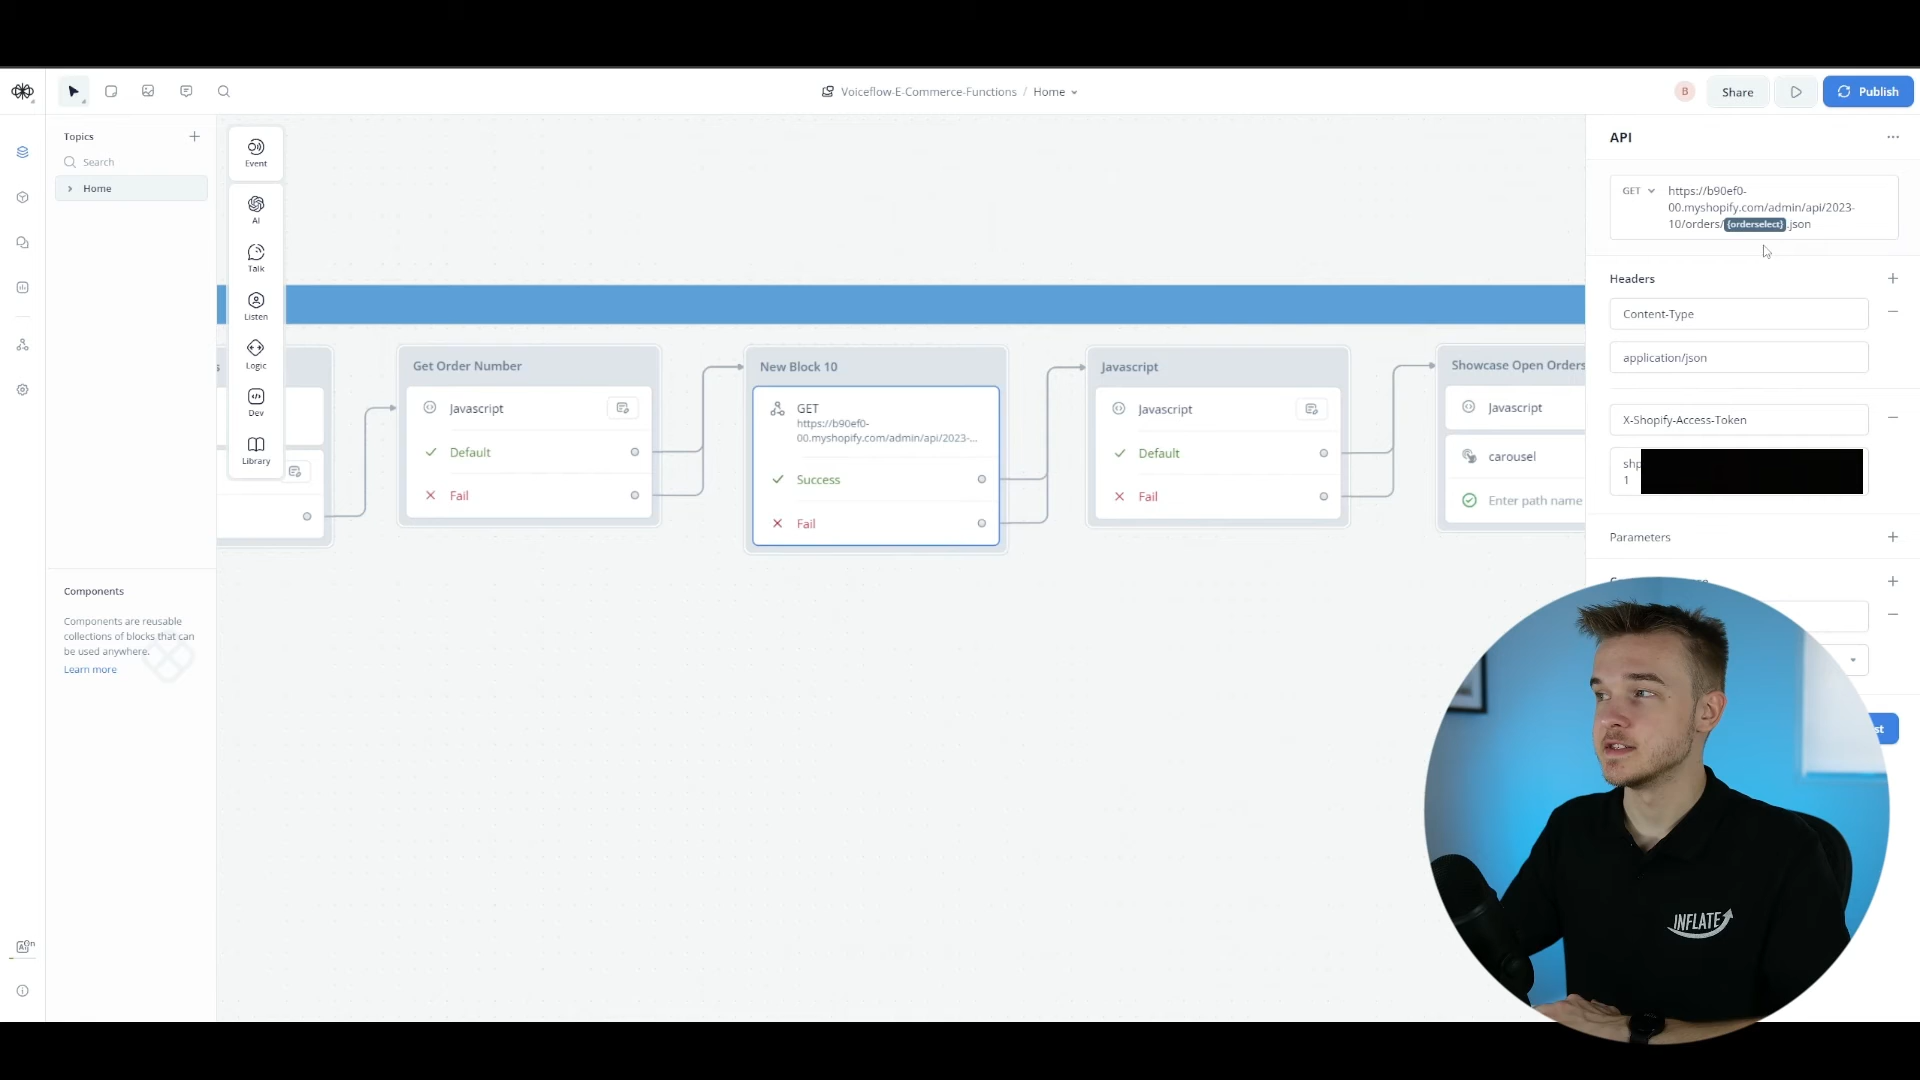 Voiceflow-E-Commerce-Functions / Home
B
Share
Publish
Topics
Search
Home
Components
Components are reusable
collections of blocks that can
be used anywhere.
Learn more
Event
AI
Talk
Listen
Logic
Dev
Library
Get Order Number
Javascript
Default
Fail
New Block 10
GET
https://b90ef0-
00.myshopify.com/admin/api/2023-...
Success
Fail
Javascript
Javascript
Default
Fail
Showcase Open Orders
Javascript
carousel
Enter path name
API
GET
https://b90ef0-
00.myshopify.com/admin/api/2023-
10/orders/{orderselect}.json
Headers
Content-Type
application/json
X-Shopify-Access-Token
shp
1
Parameters
INFLATE